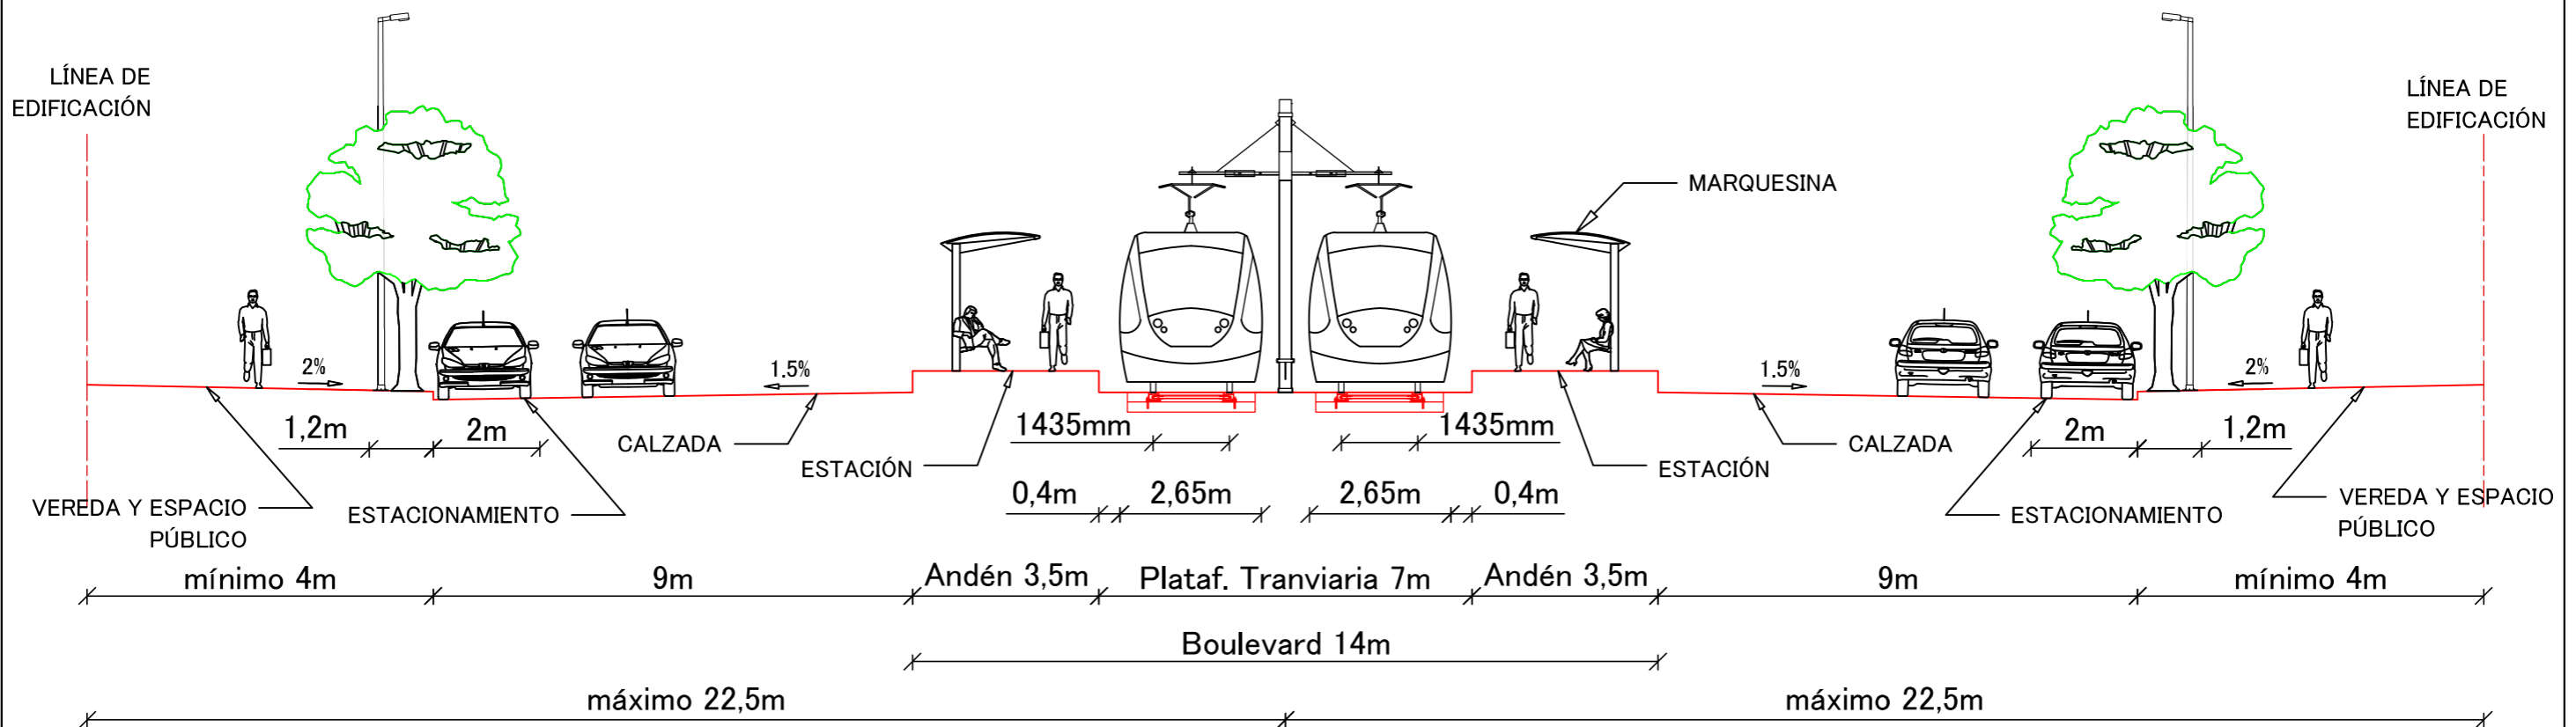 LÍNEA DE
EDIFICACIÓN
LÍNEA DE
EDIFICACIÓN
MARQUESINA
2%
1.5%
1.5%
2%
1,2m
2m
CALZADA
1435mm
1435mm
CALZADA
2m
1,2m
ESTACIÓN
ESTACIÓN
VEREDA Y ESPACIO
PÚBLICO
ESTACIONAMIENTO
0,4m
2,65m
2,65m
0,4m
ESTACIONAMIENTO
VEREDA Y ESPACIO
PÚBLICO
mínimo 4m
9m
Andén 3,5m
Plataf. Tranviaria 7m
Andén 3,5m
9m
mínimo 4m
Boulevard 14m
máximo 22,5m
máximo 22,5m